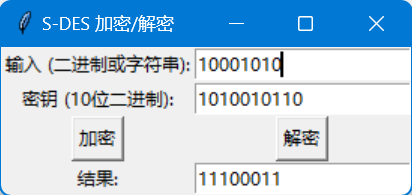 S-DES 加密/解密
输入 (二进制或字符串): 10001010
密钥 (10位二进制): 1010010110
加密 解密
结果: 11100011